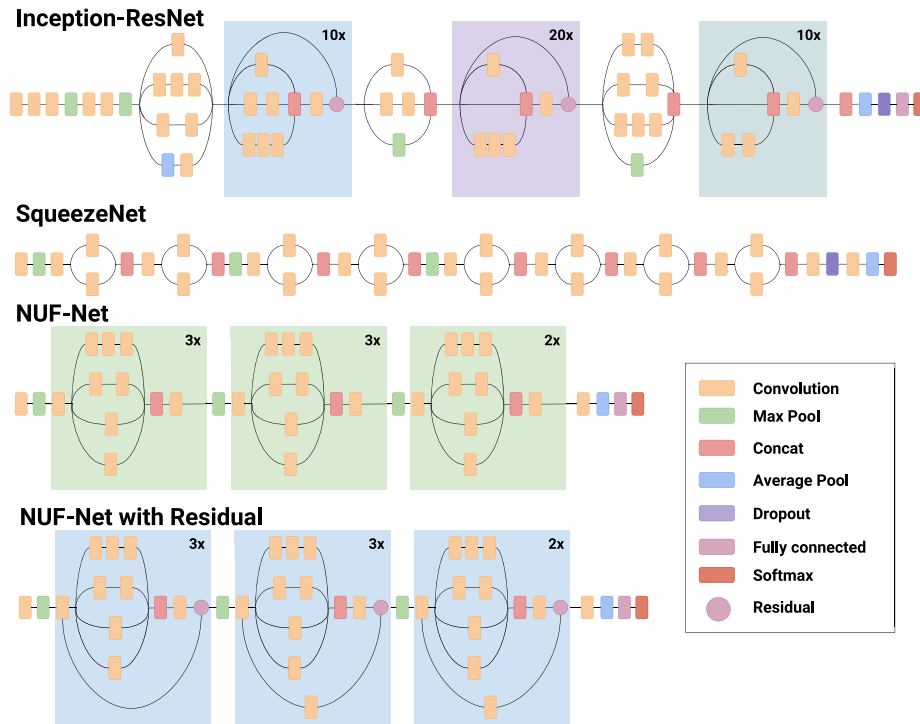 Inception-ResNet
10x
20x
10x
SqueezeNet
NUF-Net
3x
3x
2x
NUF-Net with Residual
3x
3x
2x
Convolution
Max Pool
Concat
Average Pool
Dropout
Fully connected
Softmax
Residual